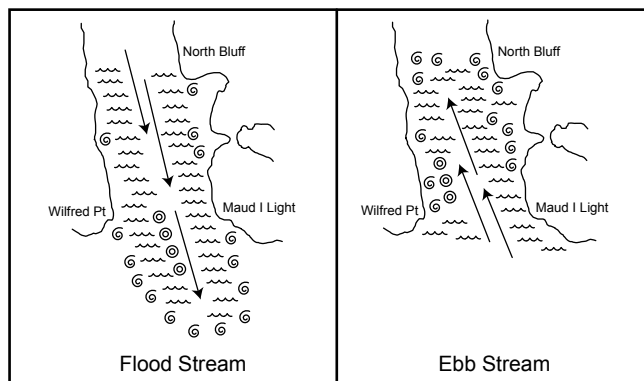 North Bluff
Wilfred Pt
Maud I Light
Flood Stream
North Bluff
Wilfred Pt
Maud I Light
Ebb Stream